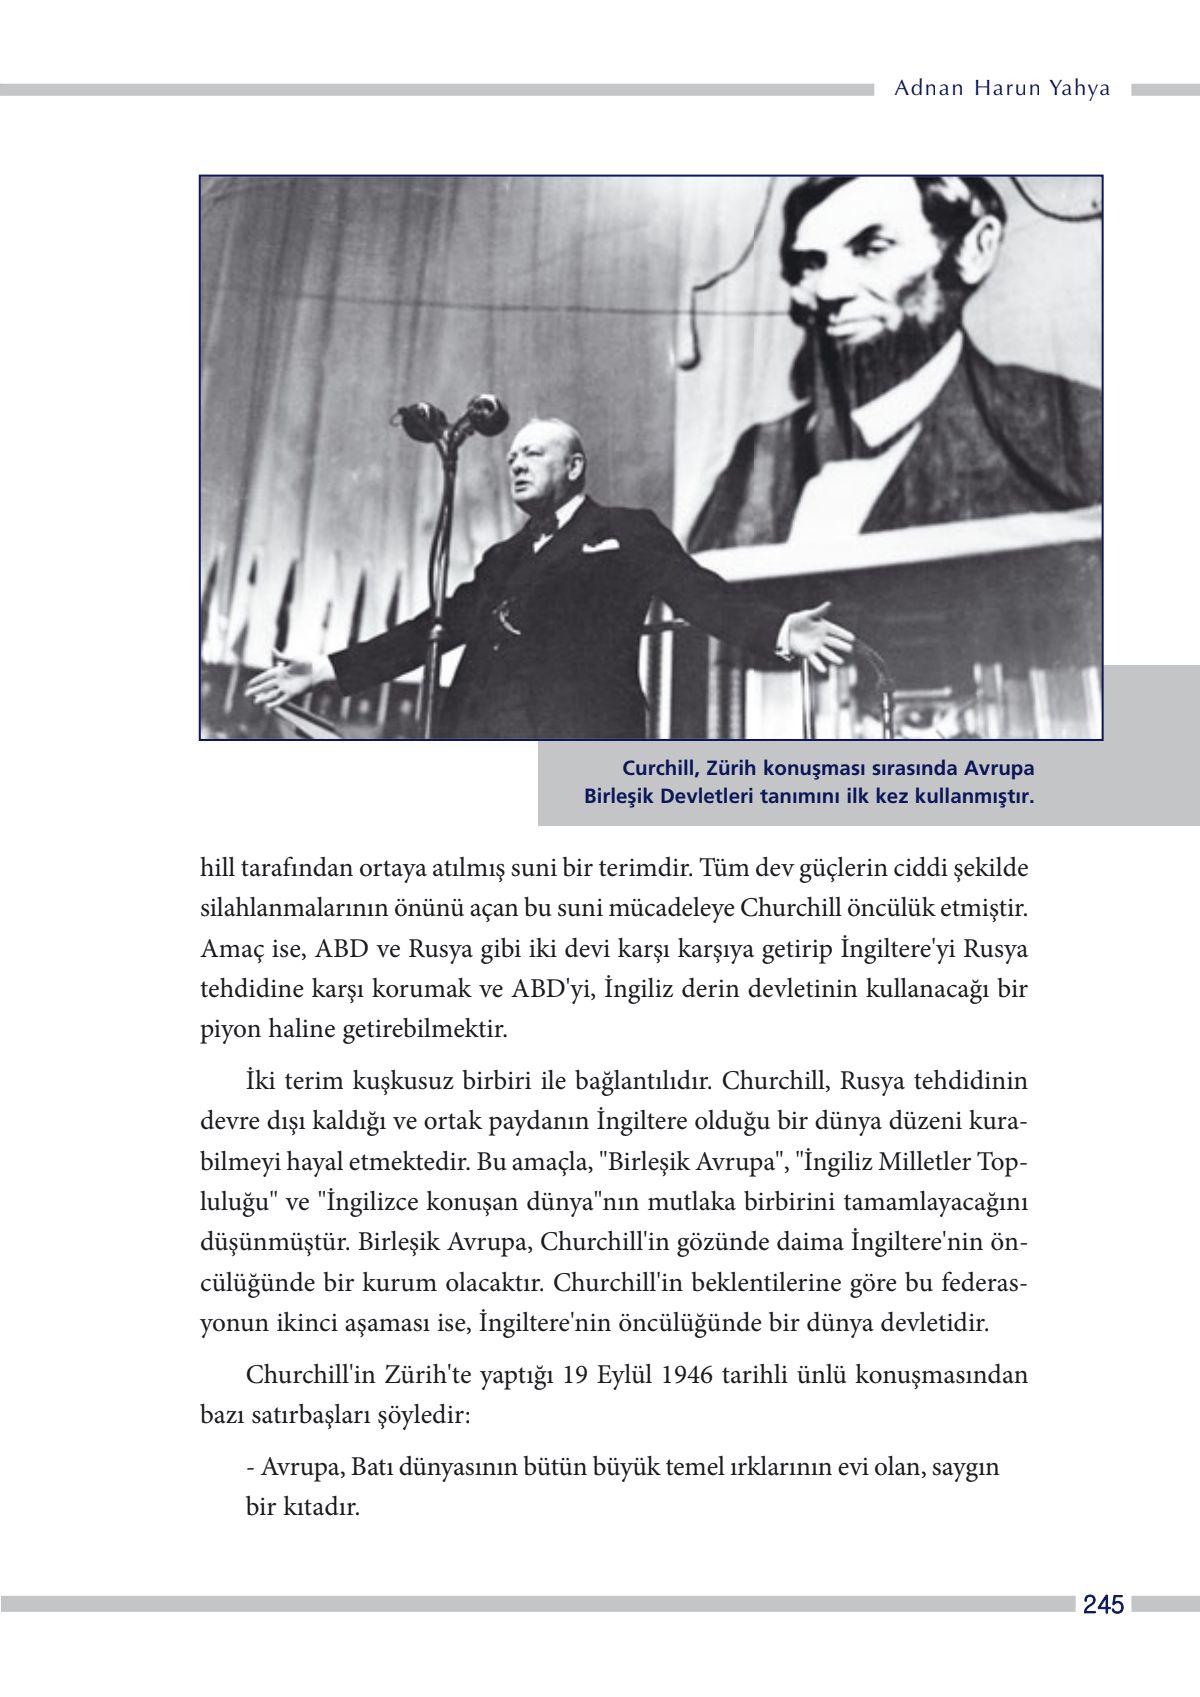 Adnan Harun Yahya
Curchill, Zürih konuşması sırasında Avrupa
Birleşik Devletleri tanımını ilk kez kullanmıştır.
hill tarafından ortaya atılmış suni bir terimdir. Tüm dev güçlerin ciddi şekilde
silahlanmalarının önünü açan bu suni mücadeleye Churchill öncülük etmiştir.
Amaç ise, ABD ve Rusya gibi iki devi karşı karşıya getirip İngiltere'yi Rusya
tehdidine karşı korumak ve ABD'yi, İngiliz derin devletinin kullanacağı bir
piyon haline getirebilmektir.
İki terim kuşkusuz birbiri ile bağlantılıdır. Churchill, Rusya tehdidinin
devre dışı kaldığı ve ortak paydanın İngiltere olduğu bir dünya düzeni kura-
bilmeyi hayal etmektedir. Bu amaçla, "Birleşik Avrupa", "İngiliz Milletler Top-
luluğu" ve "İngilizce konuşan dünya"nın mutlaka birbirini tamamlayacağını
düşünmüştür. Birleşik Avrupa, Churchill'in gözünde daima İngiltere'nin ön-
cülüğünde bir kurum olacaktır. Churchill'in beklentilerine göre bu federas-
yonun ikinci aşaması ise, İngiltere'nin öncülüğünde bir dünya devletidir.
Churchill'in Zürih'te yaptığı 19 Eylül 1946 tarihli ünlü konuşmasından
bazı satırbaşları şöyledir:
- Avrupa, Batı dünyasının bütün büyük temel ırklarının evi olan, saygın
bir kıtadır.
245